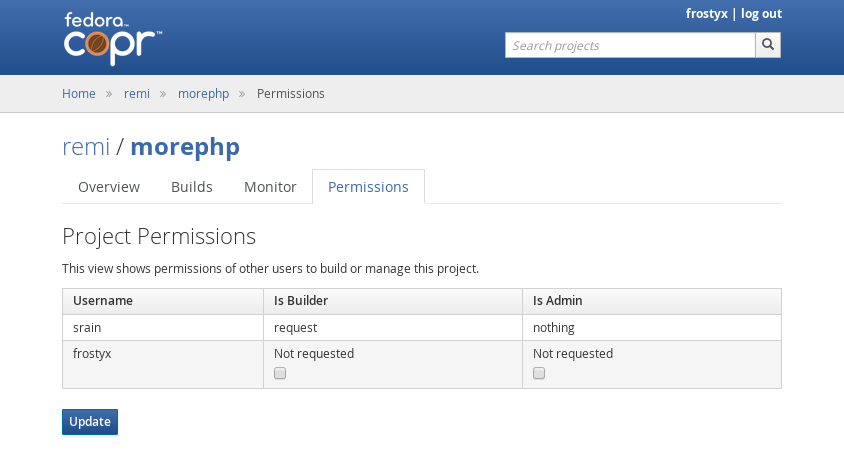 frostyx | log out
fedora™
copr™
Search projects
Home » remi » morephp » Permissions
remi / morephp
Overview Builds Monitor Permissions
Project Permissions
This view shows permissions of other users to build or manage this project.
Username Is Builder Is Admin
srain request nothing
frostyx Not requested Not requested
Update